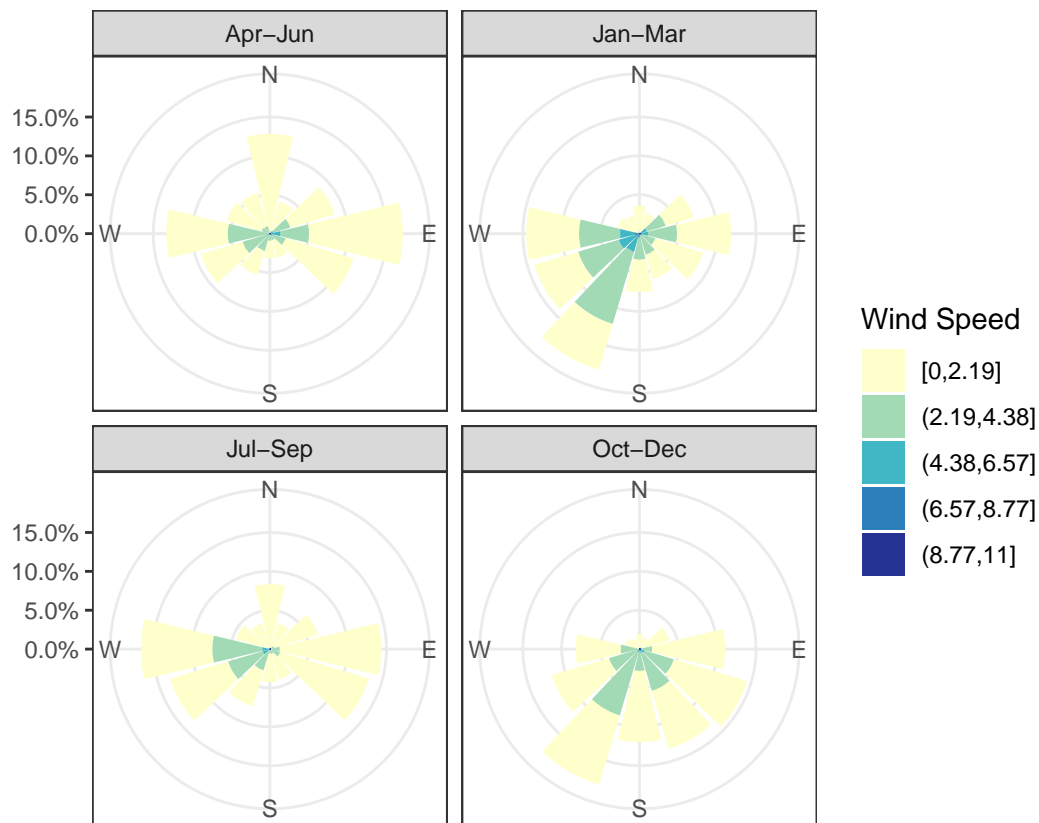 Apr−Jun
Jan−Mar
N
N
15.0%
10.0%
5.0%
0.0%
W
E
W
E
S
S
Jul−Sep
Oct−Dec
N
N
15.0%
10.0%
5.0%
0.0%
W
E
W
E
S
S
Wind Speed
[0,2.19]
(2.19,4.38]
(4.38,6.57]
(6.57,8.77]
(8.77,11]